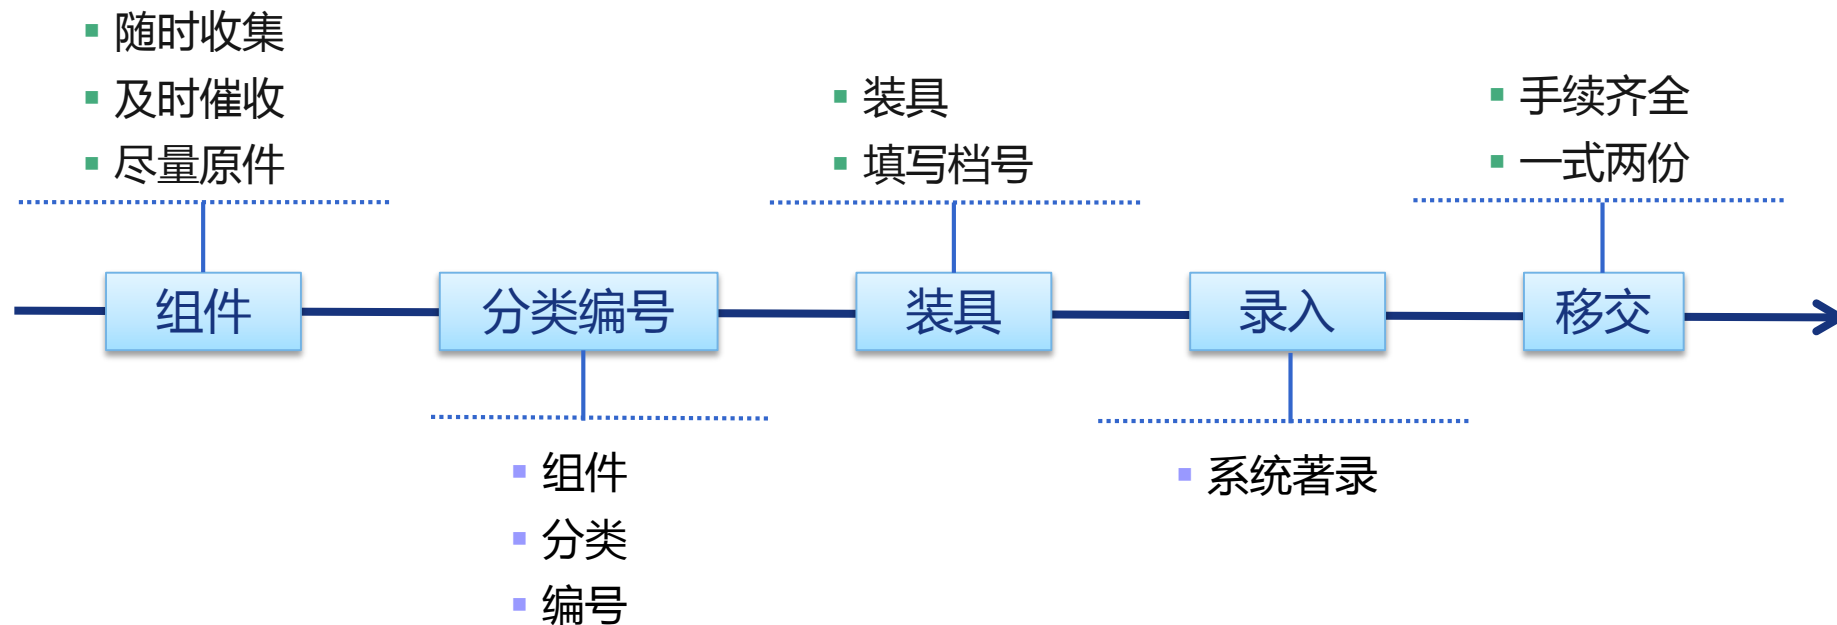 随时收集
及时催收
尽量原件
装具
填写档号
手续齐全
一式两份
组件
分类编号
装具
录入
移交
组件
分类
编号
系统著录